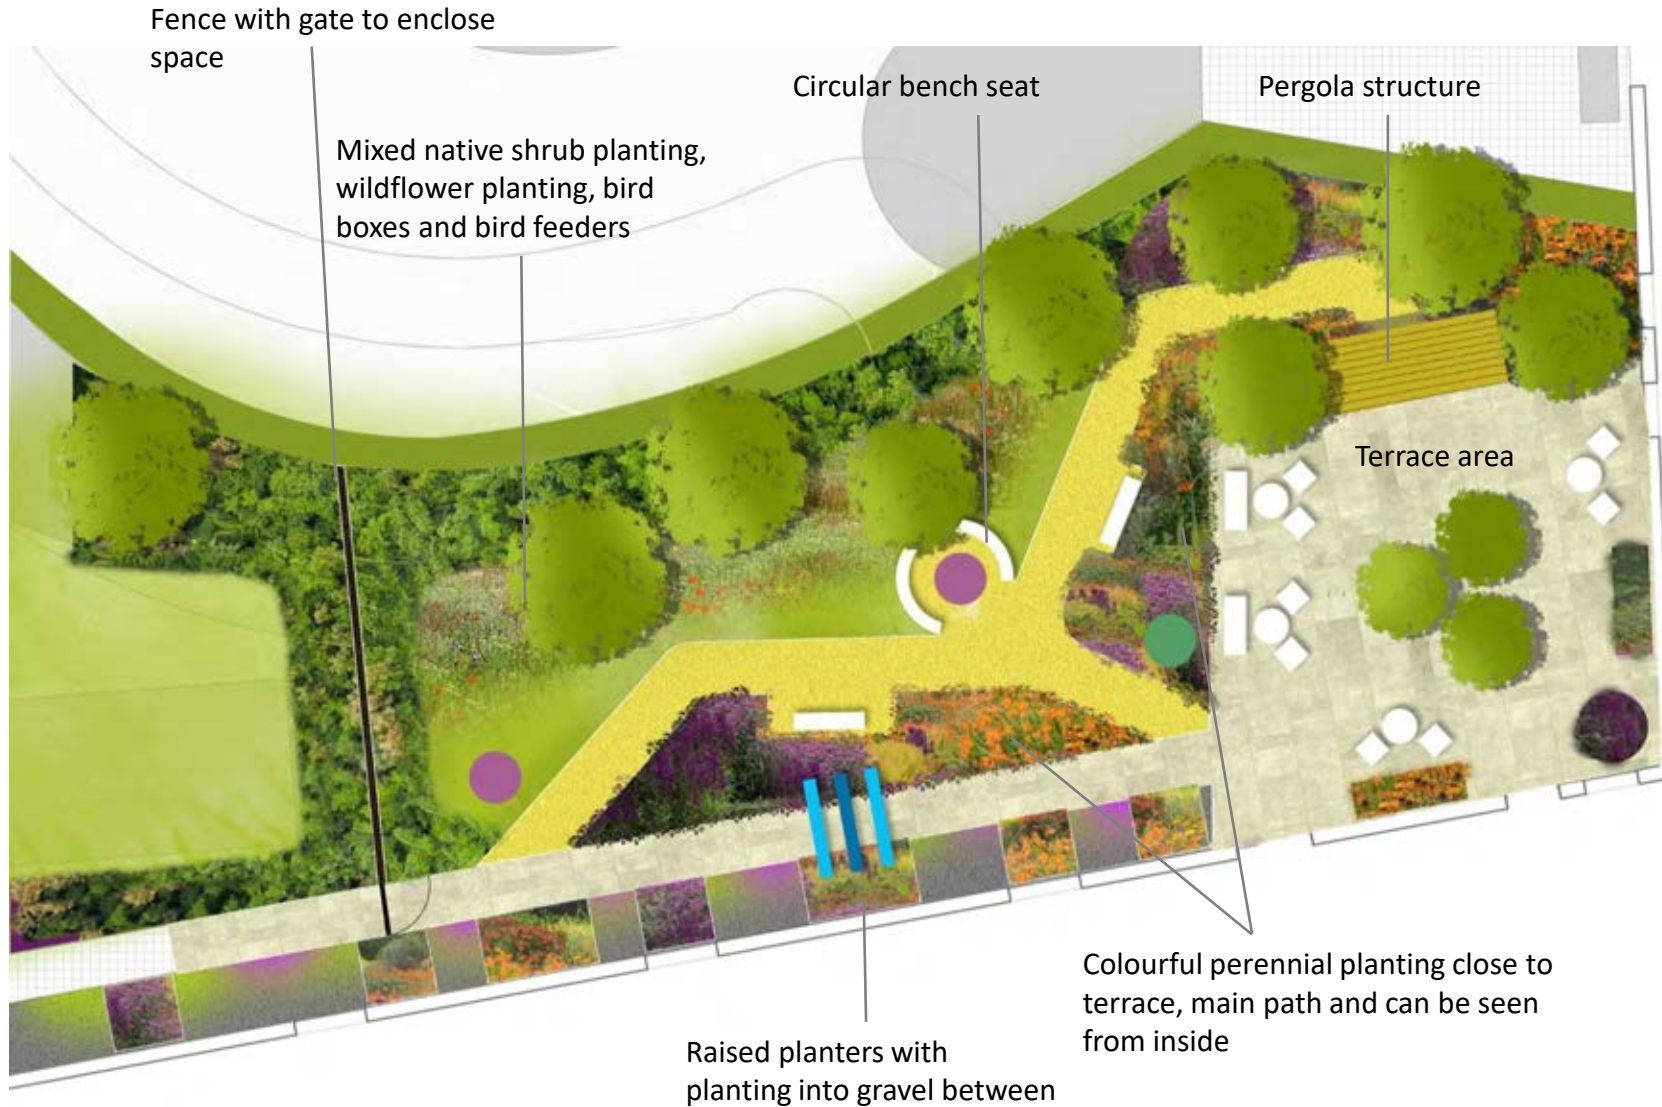 Fence with gate to enclose
space
Circular bench seat
Pergola structure
Mixed native shrub planting,
wildflower planting, bird
boxes and bird feeders
Terrace area
Colourful perennial planting close to
terrace, main path and can be seen
from inside
Raised planters with
planting into gravel between